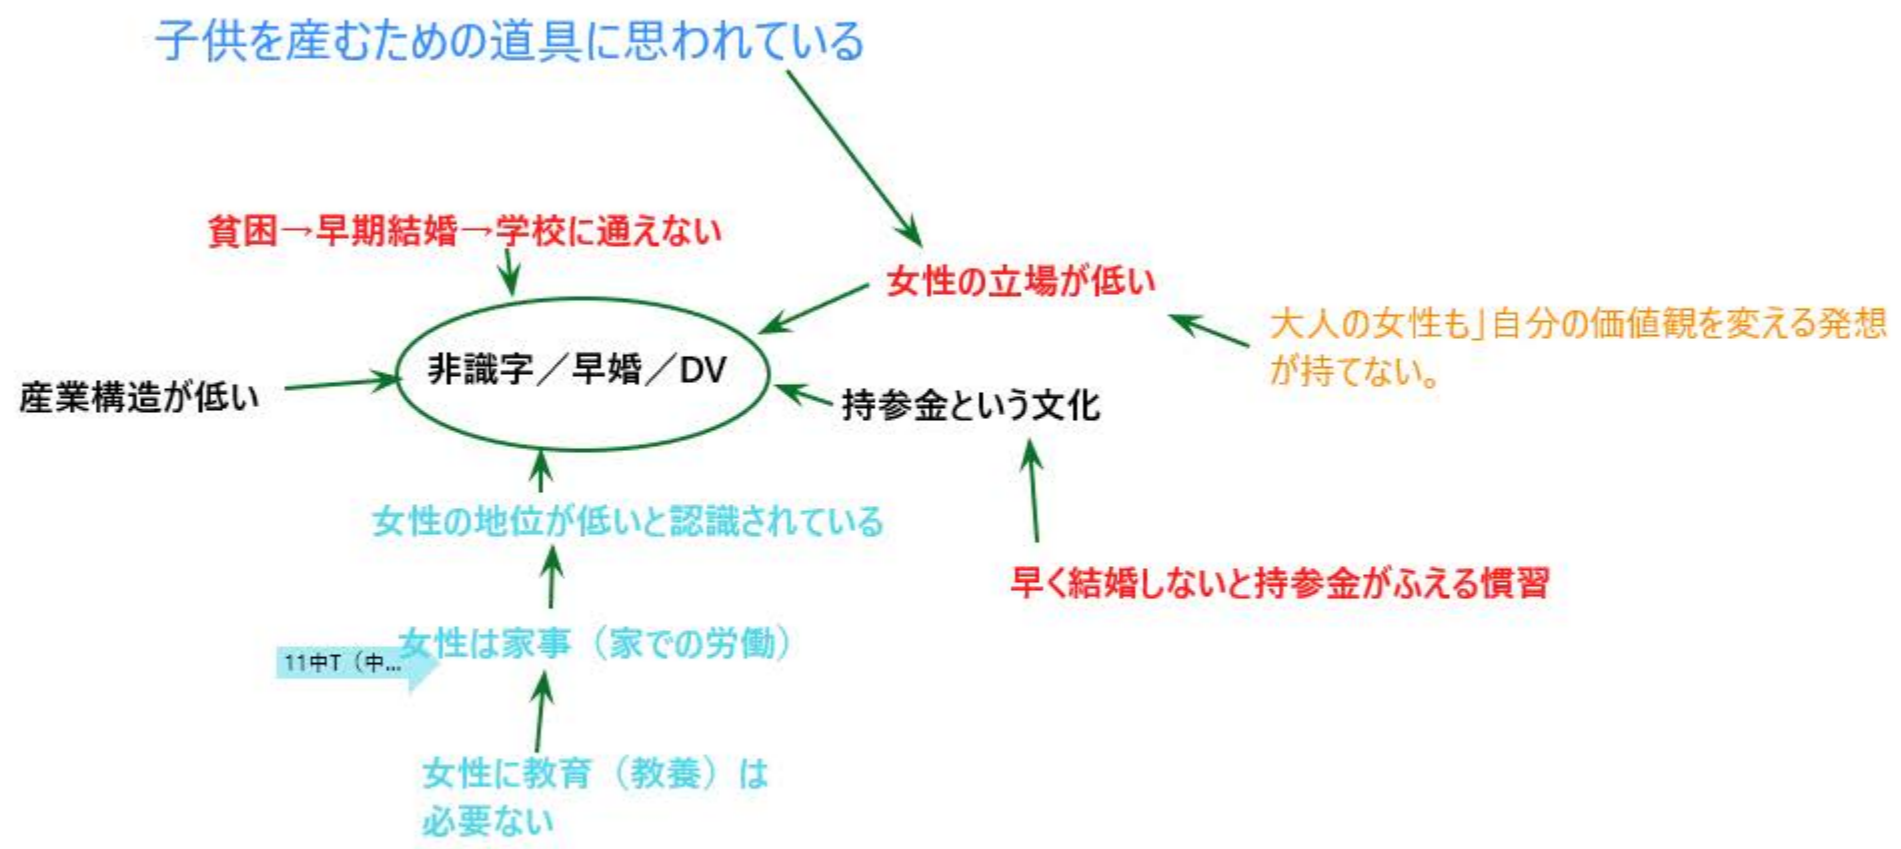 子供を産むための道具に思われている
貧困→早期結婚→学校に通えない
女性の立場が低い
大人の女性も」自分の価値観を変える発想
が持てない。
非識字／早婚／DV
産業構造が低い
持参金という文化
女性の地位が低いと認識されている
早く結婚しないと持参金がふえる慣習
女性は家事（家での労働）
11中T（中...
女性に教育（教養）は
必要ない